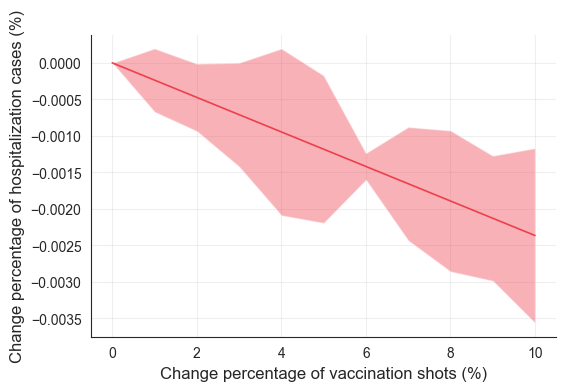 Change percentage of hospitalization cases (%)
0.0000
−0.0005
−0.0010
−0.0015
−0.0020
−0.0025
−0.0030
−0.0035
0 2 4 6 8 10
Change percentage of vaccination shots (%)